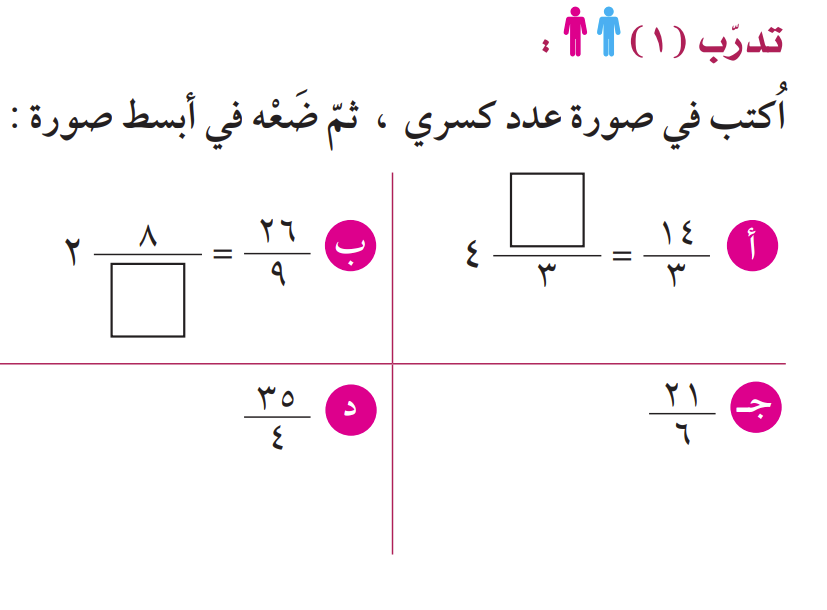 تدرّب (١) :
اُكتب في صورة عدد كسري ، ثمّ ضَعْه في أبسط صورة :
أ ١٤/٣ = □/٣ ٤
ب ٢٦/٩ = ٨/□ ٢
جـ ٢١/٦
د ٣٥/٤